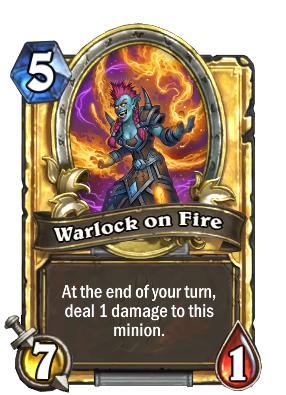 5
Warlock on Fire
At the end of your turn,
deal 1 damage to this
minion.
7
1